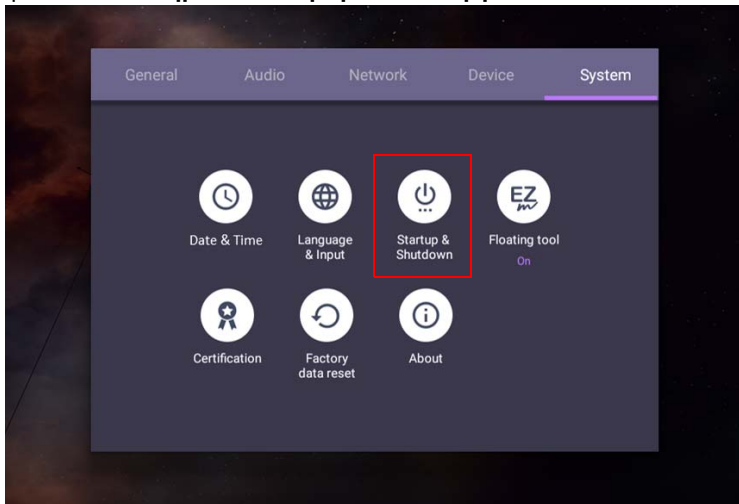 General Audio Network Device System
EZ
Date & Time Language & Input Startup & Shutdown Floating tool
On
Certification Factory data reset About